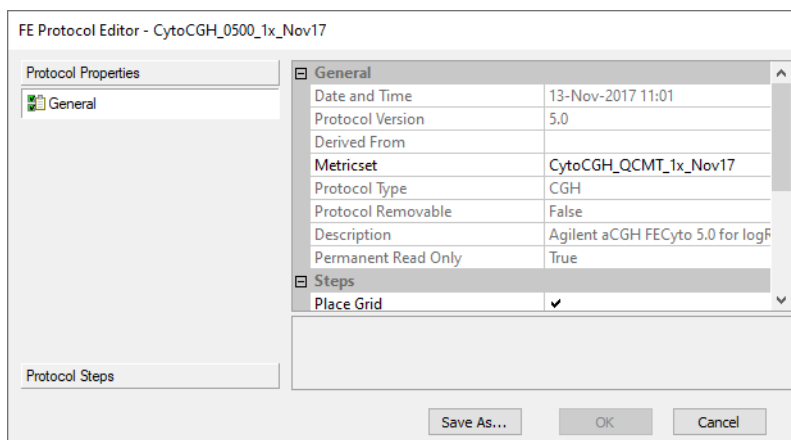 FE Protocol Editor - CytoCGH_0500_1x_Nov17
Protocol Properties
General
Protocol Steps
General
Date and Time 13-Nov-2017 11:01
Protocol Version 5.0
Derived From
Metricset CytoCGH_QCMT_1x_Nov17
Protocol Type CGH
Protocol Removable False
Description Agilent aCGH FECyto 5.0 for logR
Permanent Read Only True
Steps
Place Grid
Save As...
OK
Cancel